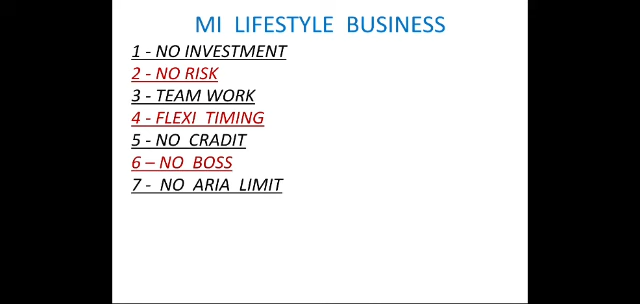 MI LIFESTYLE BUSINESS
1 - NO INVESTMENT
2 - NO RISK
3 - TEAM WORK
4 - FLEXI TIMING
5 - NO CRADIT
6 – NO BOSS
7 - NO ARIA LIMIT